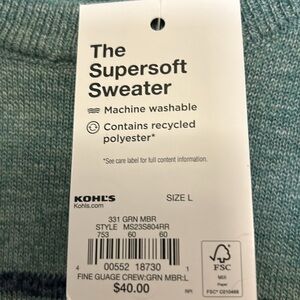 The
Supersoft
Sweater
Machine washable
Contains recycled
polyester*
*See care label for full content information.
KOHL'S
Kohls.com
SIZE L
331 GRN MBR
STYLE MS23S804RR
753 60 60
4 00552 18730 1
RPI
FINE GUAGE CREW:GRN MBR:L
$40.00
FSC
MIX
Paper
FSC® C010468